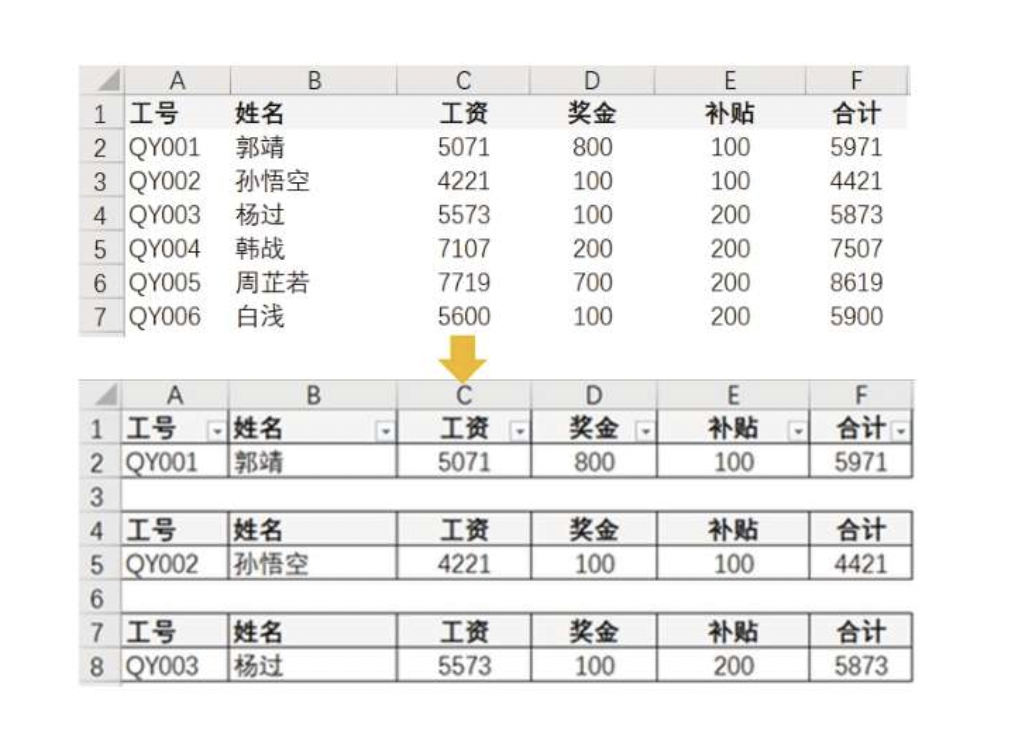 A B C D E F
1 工号 姓名 工资 奖金 补贴 合计
2 QY001 郭靖 5071 800 100 5971
3 QY002 孙悟空 4221 100 100 4421
4 QY003 杨过 5573 100 200 5873
5 QY004 韩战 7107 200 200 7507
6 QY005 周芷若 7719 700 200 8619
7 QY006 白浅 5600 100 200 5900
A B C D E F
1 工号 姓名 工资 奖金 补贴 合计
2 QY001 郭靖 5071 800 100 5971
3
4 工号 姓名 工资 奖金 补贴 合计
5 QY002 孙悟空 4221 100 100 4421
6
7 工号 姓名 工资 奖金 补贴 合计
8 QY003 杨过 5573 100 200 5873